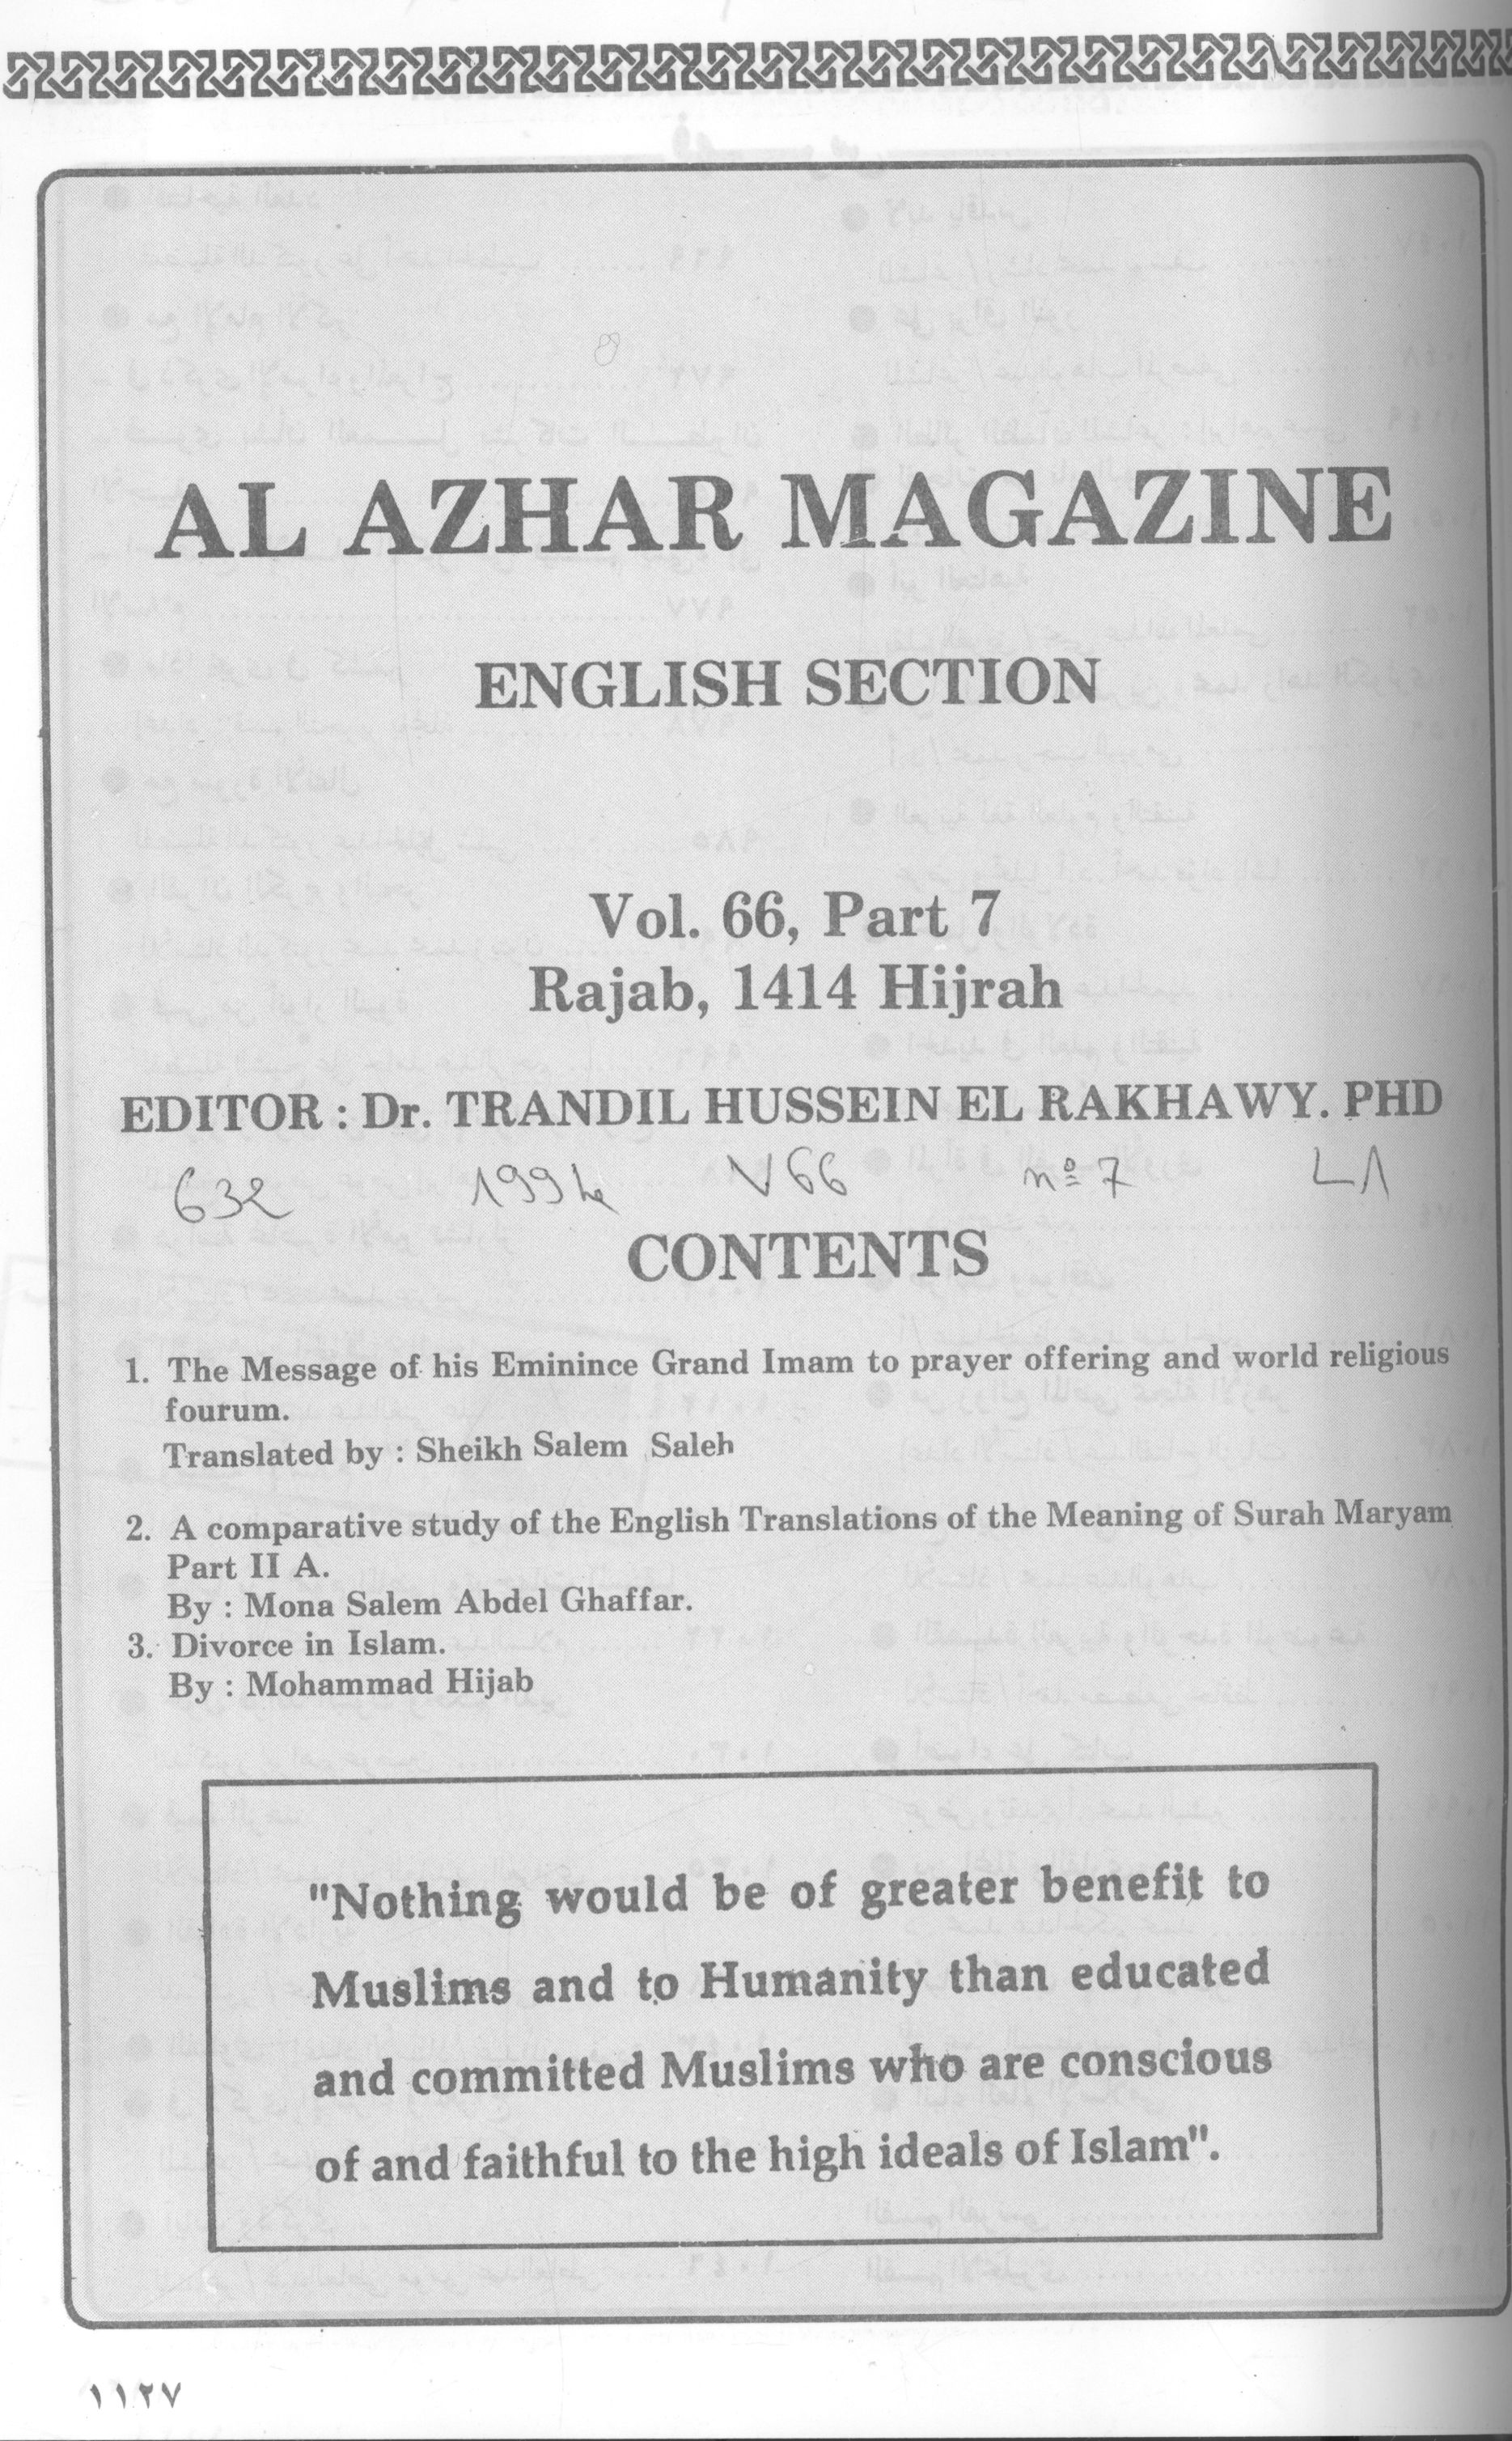 AL AZHAR MAGAZINE
ENGLISH SECTION
Vol. 66, Part 7
Rajab, 1414 Hijrah
EDITOR : Dr. TRANDIL HUSSEIN EL RAKHAWY. PHD
632 1994 V66 nº 7 L1
CONTENTS
1. The Message of his Eminince Grand Imam to prayer offering and world religious
fourum.
Translated by : Sheikh Salem Saleh
2. A comparative study of the English Translations of the Meaning of Surah Maryam
Part II A.
By : Mona Salem Abdel Ghaffar.
3. Divorce in Islam.
By : Mohammad Hijab
"Nothing would be of greater benefit to
Muslims and to Humanity than educated
and committed Muslims who are conscious
of and faithful to the high ideals of Islam".
١١٢٧